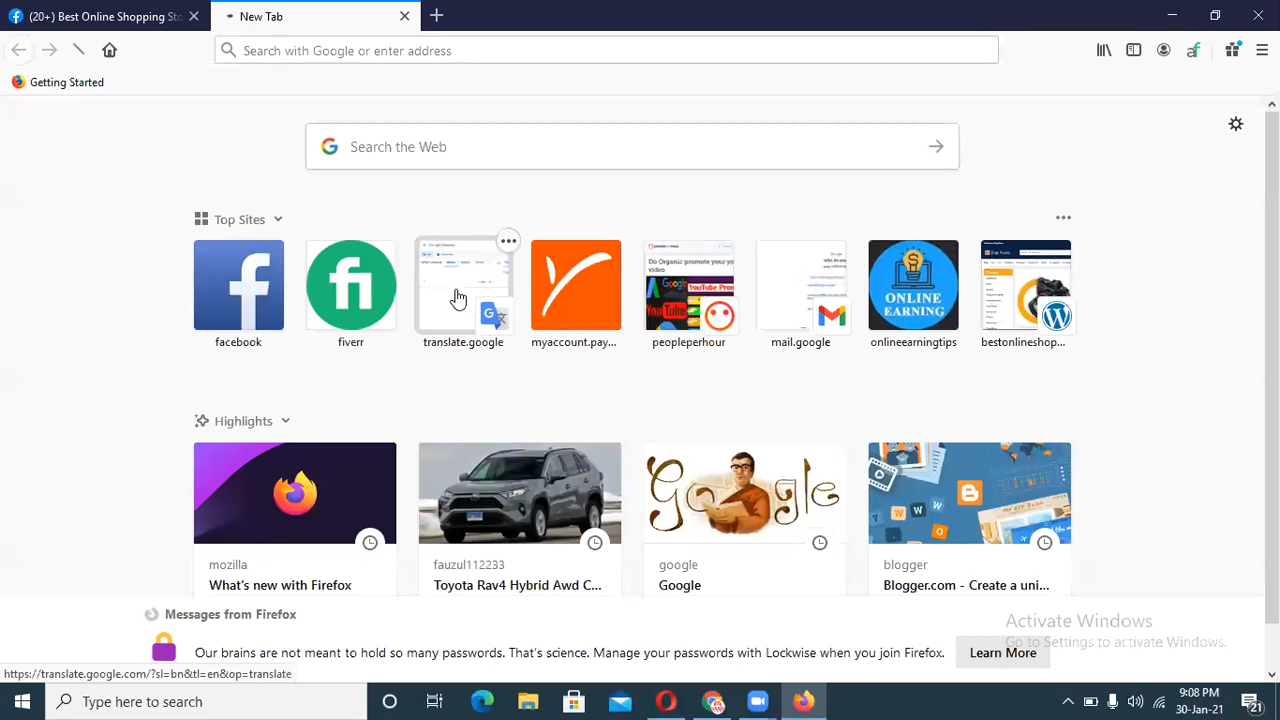 (20+) Best Online Shopping Sto
New Tab
Search with Google or enter address
Getting Started
Search the Web
Top Sites
YouTube Prom
ONLINE
EARNING
facebook
fiverr
translate.google
myaccount.pay...
peopleperhour
mail.google
onlineearningtips
bestonlineshop...
Highlights
Google
mozilla
What's new with Firefox
fauzul112233
Toyota Rav4 Hybrid Awd C...
google
Google
blogger
Blogger.com - Create a uni...
Messages from Firefox
Our brains are not meant to hold so many passwords. That's science. Manage your passwords with Lockwise when you join Firefox.
Learn More
Activate Windows
Go to Settings to activate Windows.
https://translate.google.com/?sl=bn&tl=en&op=translate
Type here to search
9:08 PM
30-Jan-21
21